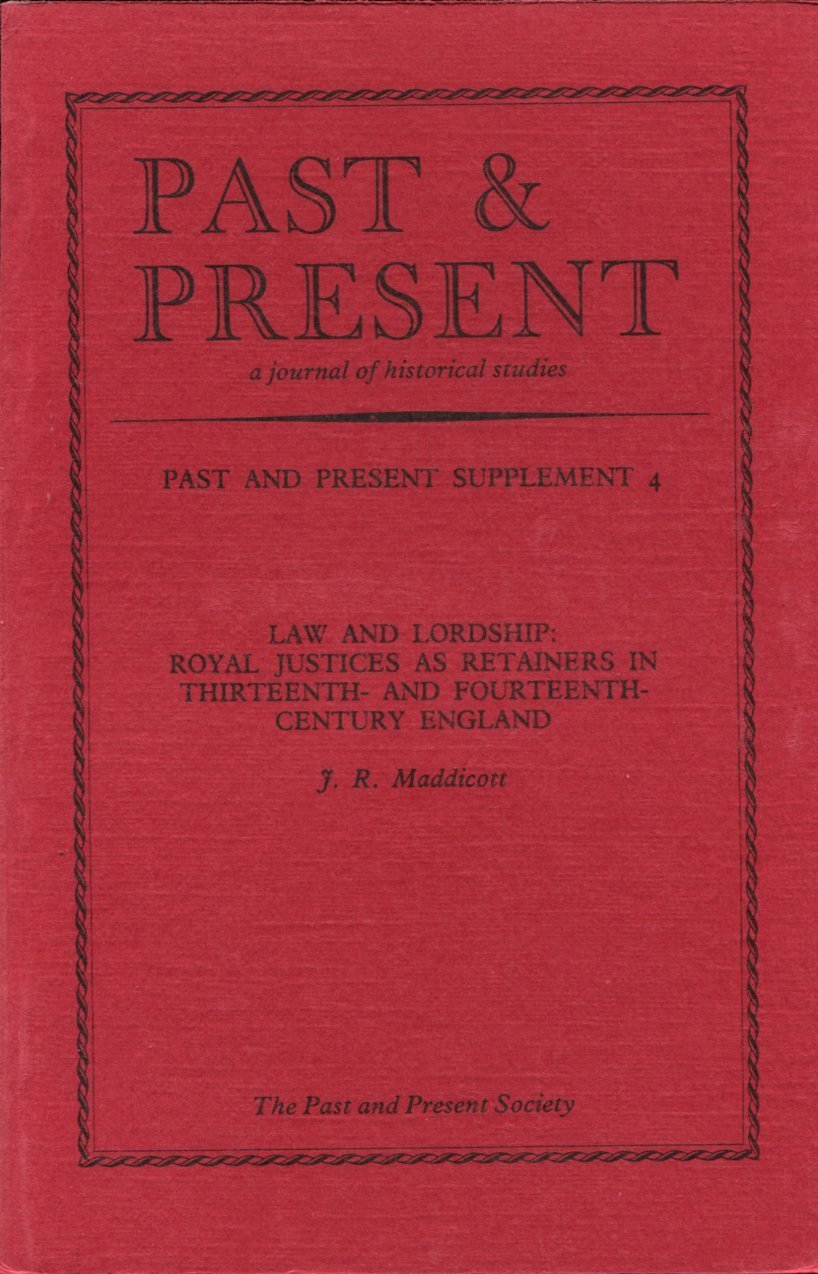 PAST &
PRESENT
a journal of historical studies
PAST AND PRESENT SUPPLEMENT 4
LAW AND LORDSHIP:
ROYAL JUSTICES AS RETAINERS IN
THIRTEENTH- AND FOURTEENTH-
CENTURY ENGLAND
J. R. Maddicott
The Past and Present Society